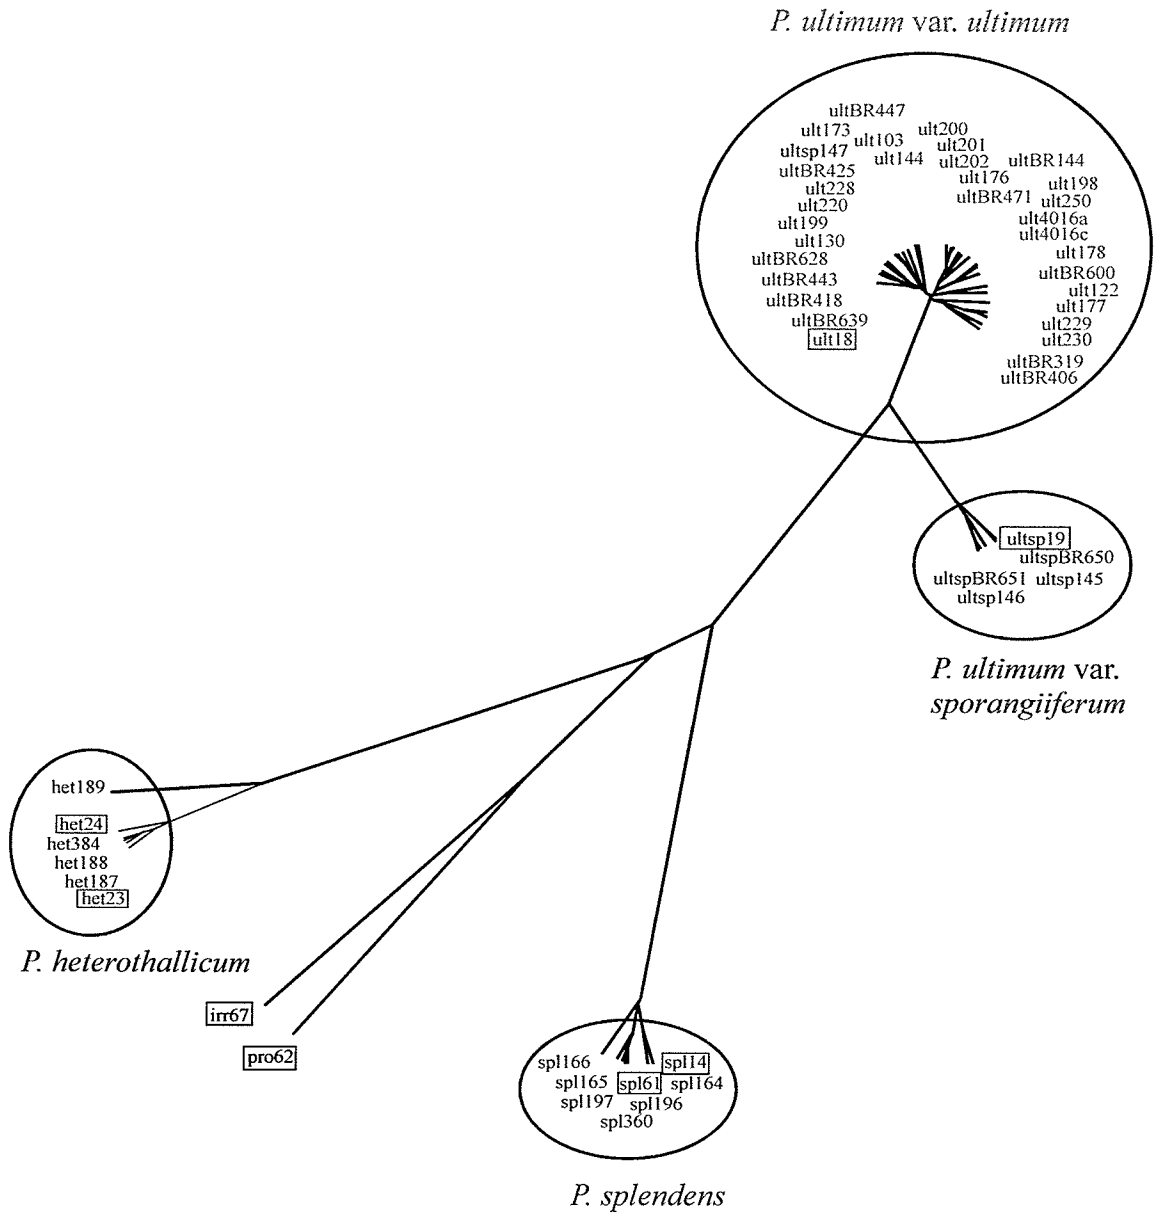 P. ultimum var. ultimum
ultBR447
ult173
ult103
ult200
ultsp147
ult144
ult201
ult202
ultBR144
ultBR425
ult176
ult228
ultBR471
ult198
ult220
ult250
ult199
ult4016a
ult130
ult4016c
ultBR628
ult178
ultBR443
ultBR600
ultBR418
ult122
ultBR639
ult177
ult18
ult229
ult230
ultBR319
ultBR406
ultsp19
ultspBR650
ultspBR651 ultsp145
ultsp146
P. ultimum var.
sporangiiferum
het189
het24
het384
het188
het187
het23
P. heterothallicum
irr67
pro62
spl166 spl14
spl165 spl61 spl164
spl197 spl196
spl360
P. splendens